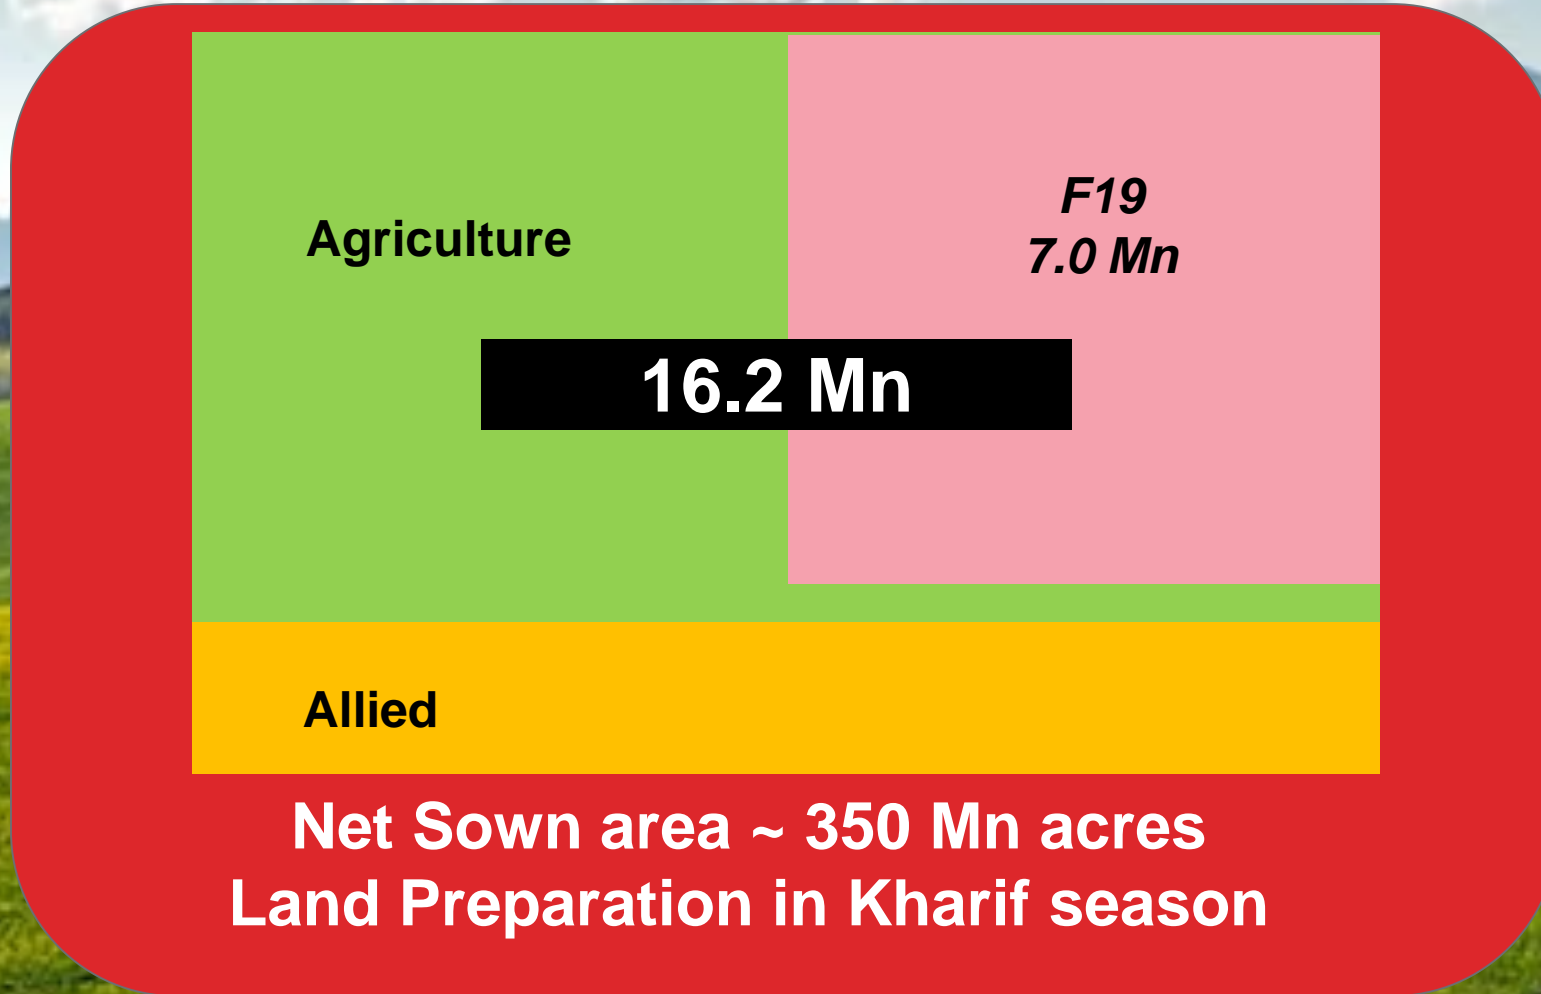 Agriculture
F19
7.0 Mn
16.2 Mn
Allied
Net Sown area ~ 350 Mn acres
Land Preparation in Kharif season